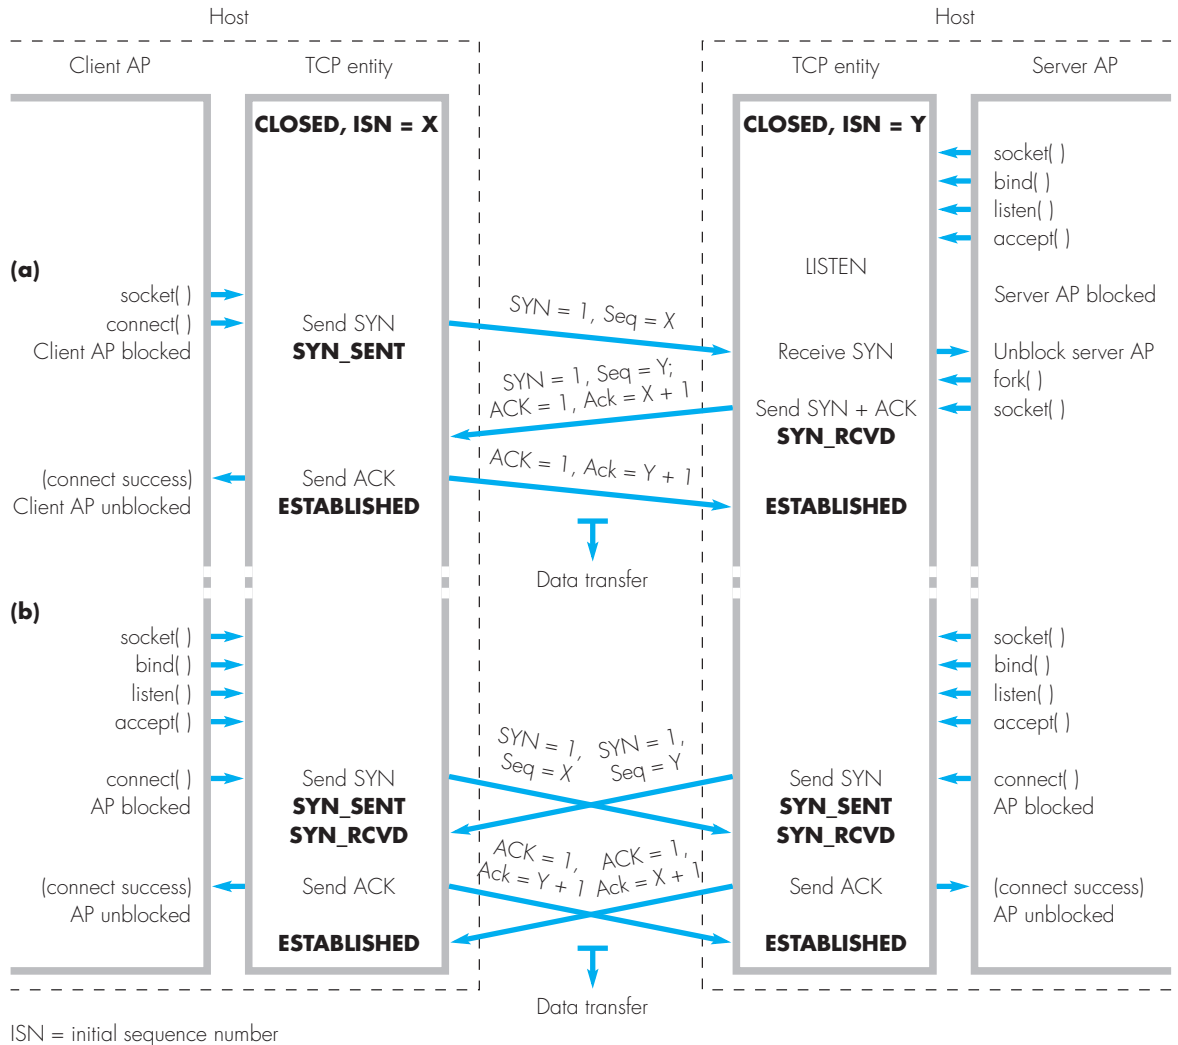 Host
Host
Client AP
TCP entity
TCP entity
Server AP
CLOSED, ISN = X
CLOSED, ISN = Y
socket( )
bind( )
listen( )
accept( )
(a)
LISTEN
socket( )
Server AP blocked
connect( )
Send SYN
SYN = 1, Seq = X
Client AP blocked
SYN_SENT
Receive SYN
Unblock server AP
SYN = 1, Seq = Y;
ACK = 1, Ack = X + 1
fork( )
Send SYN + ACK
socket( )
SYN_RCVD
(connect success)
Send ACK
ACK = 1, Ack = Y + 1
Client AP unblocked
ESTABLISHED
ESTABLISHED
Data transfer
(b)
socket( )
socket( )
bind( )
bind( )
listen( )
listen( )
accept( )
accept( )
SYN = 1,
Seq = X
SYN = 1,
Seq = Y
connect( )
Send SYN
Send SYN
connect( )
AP blocked
SYN_SENT
SYN_SENT
AP blocked
SYN_RCVD
SYN_RCVD
ACK = 1,
Ack = Y + 1
ACK = 1,
Ack = X + 1
(connect success)
Send ACK
Send ACK
(connect success)
AP unblocked
AP unblocked
ESTABLISHED
ESTABLISHED
Data transfer
ISN = initial sequence number